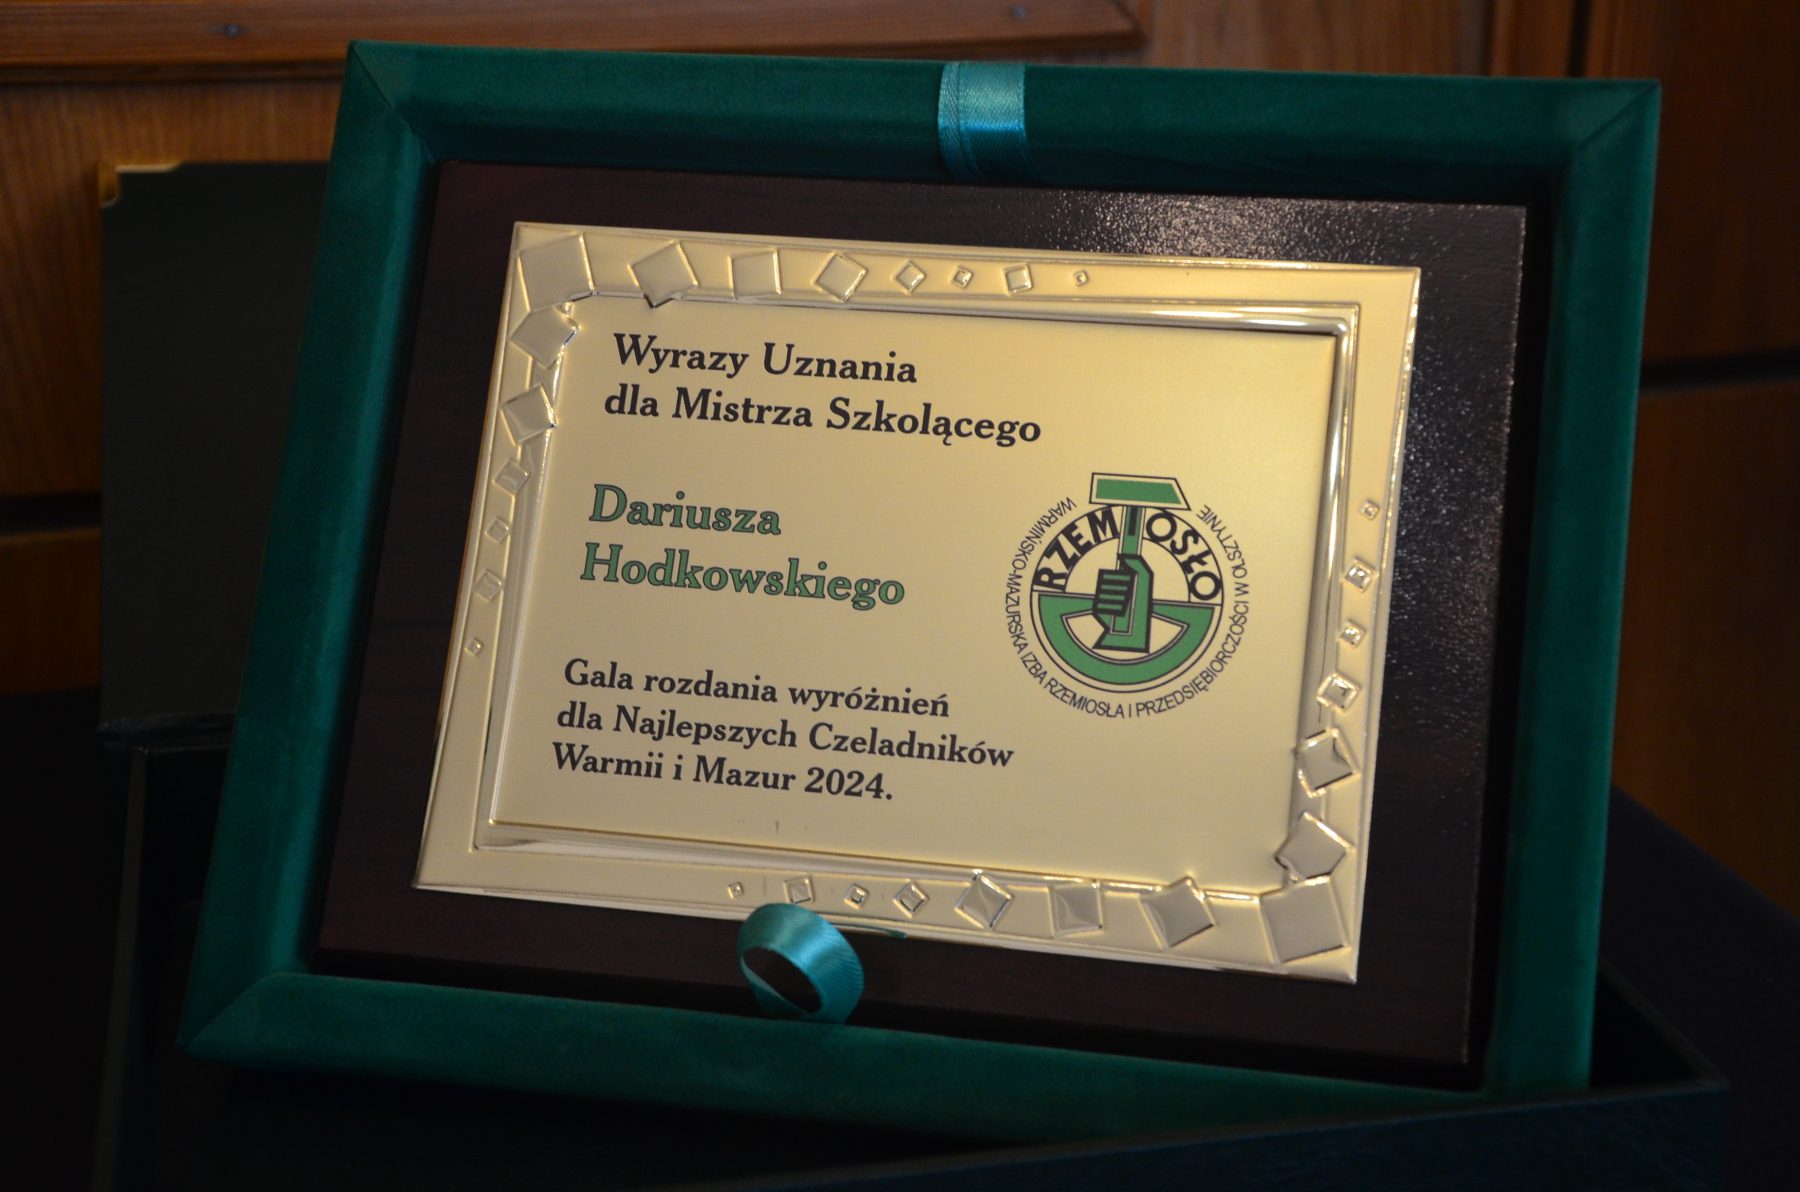 Wyrazy Uznania
dla Mistrza Szkolącego
Dariusza
Hodkowskiego
RZEMIOSŁO
WARMIŃSKO-MAZURSKA IZBA RZEMIOSŁA I PRZEDSIĘBIORCZOŚCI W OLSZTYNIE
Gala rozdania wyróżnień
dla Najlepszych Czeladników
Warmii i Mazur 2024.